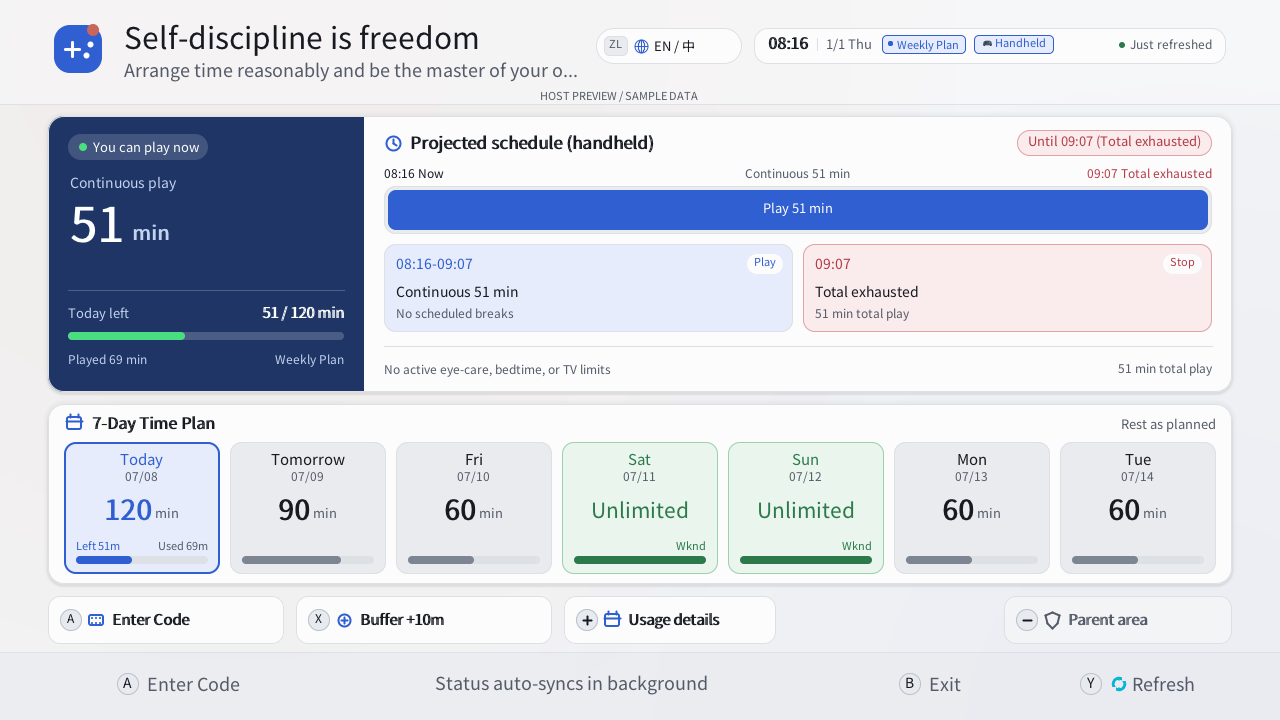 Self-discipline is freedom
Arrange time reasonably and be the master of your o...
ZL EN / 中
08:16 1/1 Thu Weekly Plan Handheld Just refreshed
HOST PREVIEW / SAMPLE DATA
You can play now
Continuous play
51 min
Today left 51 / 120 min
Played 69 min Weekly Plan
Projected schedule (handheld) Until 09:07 (Total exhausted)
08:16 Now Continuous 51 min 09:07 Total exhausted
Play 51 min
08:16-09:07 Play
Continuous 51 min
No scheduled breaks
09:07 Stop
Total exhausted
51 min total play
No active eye-care, bedtime, or TV limits 51 min total play
7-Day Time Plan Rest as planned
Today
07/08
120 min
Left 51m Used 69m
Tomorrow
07/09
90 min
Fri
07/10
60 min
Sat
07/11
Unlimited
Wknd
Sun
07/12
Unlimited
Wknd
Mon
07/13
60 min
Tue
07/14
60 min
A Enter Code X Buffer +10m + Usage details − Parent area
A Enter Code Status auto-syncs in background B Exit Y Refresh